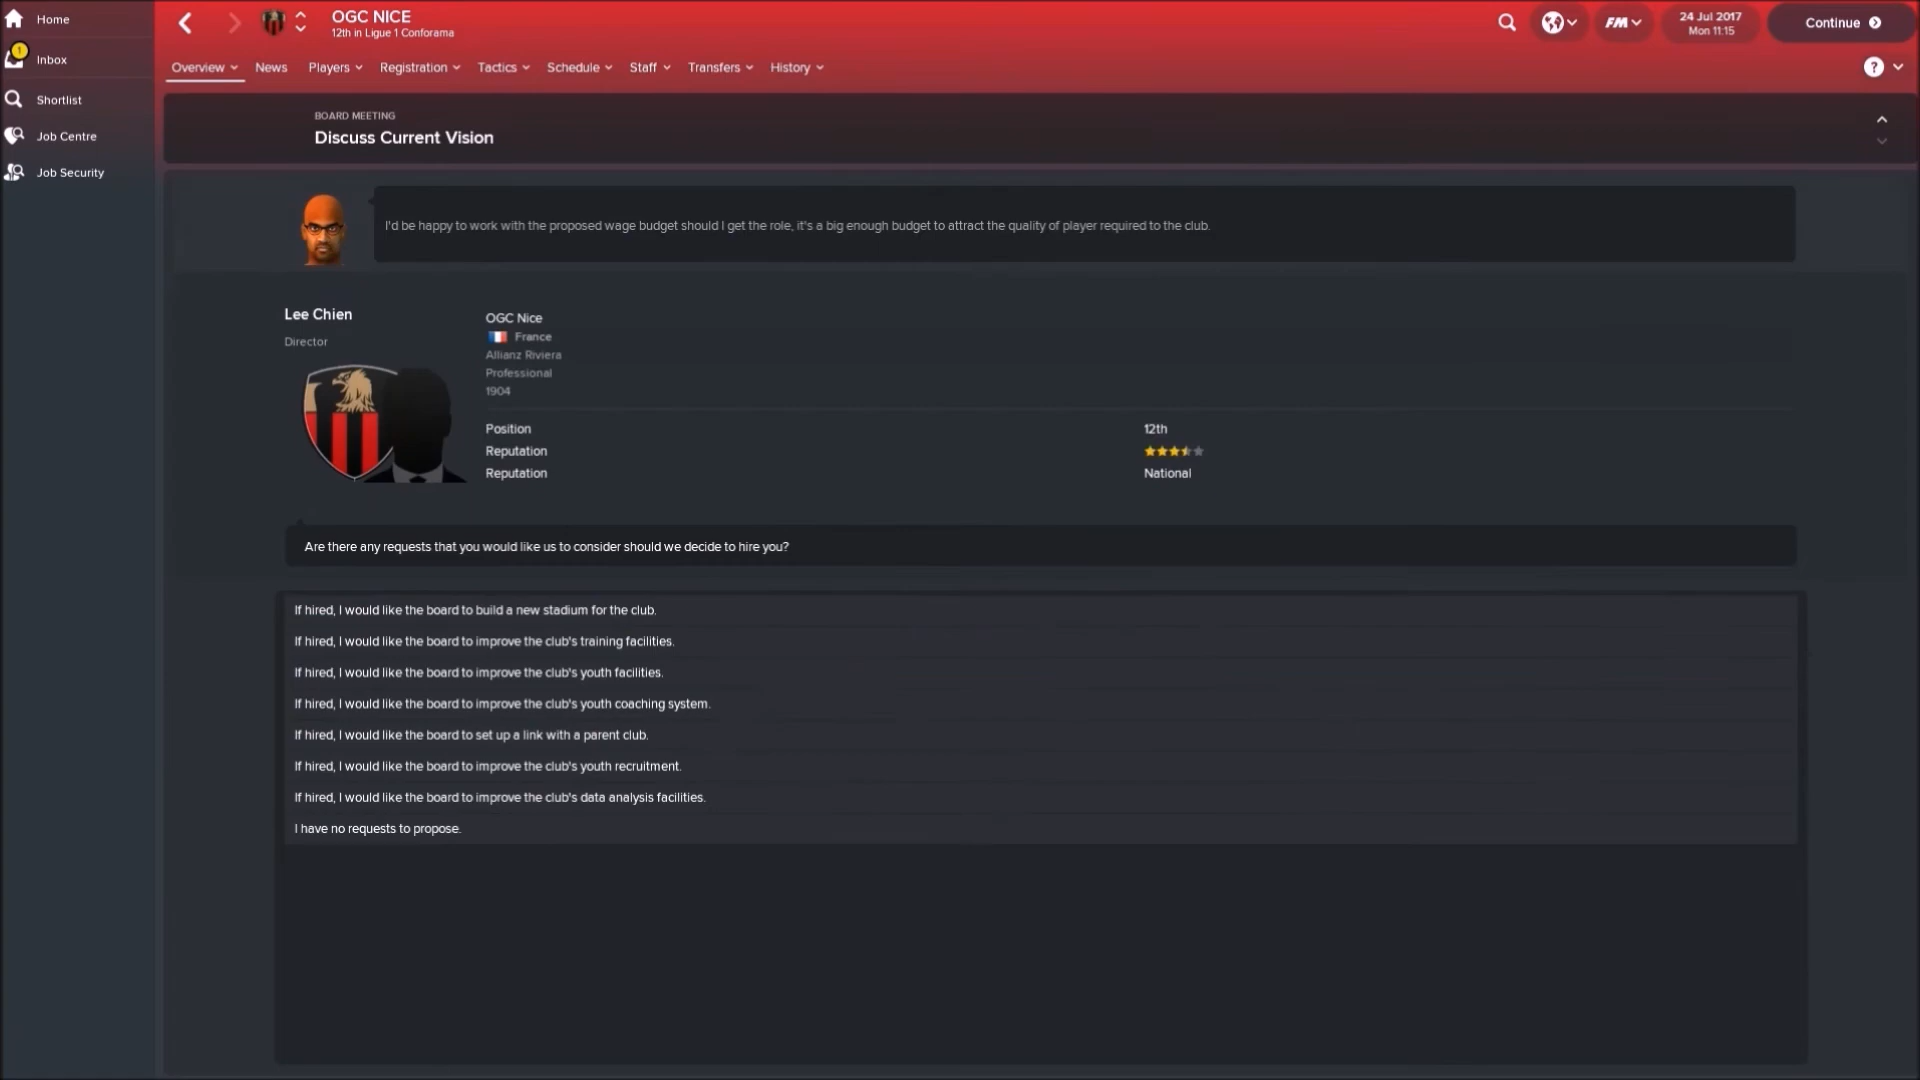 Home
1
Inbox
Shortlist
Job Centre
Job Security
OGC NICE
12th in Ligue 1 Conforama
FM
24 Jul 2017
Mon 11:15
Continue
Overview
News
Players
Registration
Tactics
Schedule
Staff
Transfers
History
?
BOARD MEETING
Discuss Current Vision
I'd be happy to work with the proposed wage budget should I get the role, it's a big enough budget to attract the quality of player required to the club.
Lee Chien
Director
OGC Nice
France
Allianz Riviera
Professional
1904
Position 12th
Reputation
Reputation National
Are there any requests that you would like us to consider should we decide to hire you?
If hired, I would like the board to build a new stadium for the club.
If hired, I would like the board to improve the club's training facilities.
If hired, I would like the board to improve the club's youth facilities.
If hired, I would like the board to improve the club's youth coaching system.
If hired, I would like the board to set up a link with a parent club.
If hired, I would like the board to improve the club's youth recruitment.
If hired, I would like the board to improve the club's data analysis facilities.
I have no requests to propose.